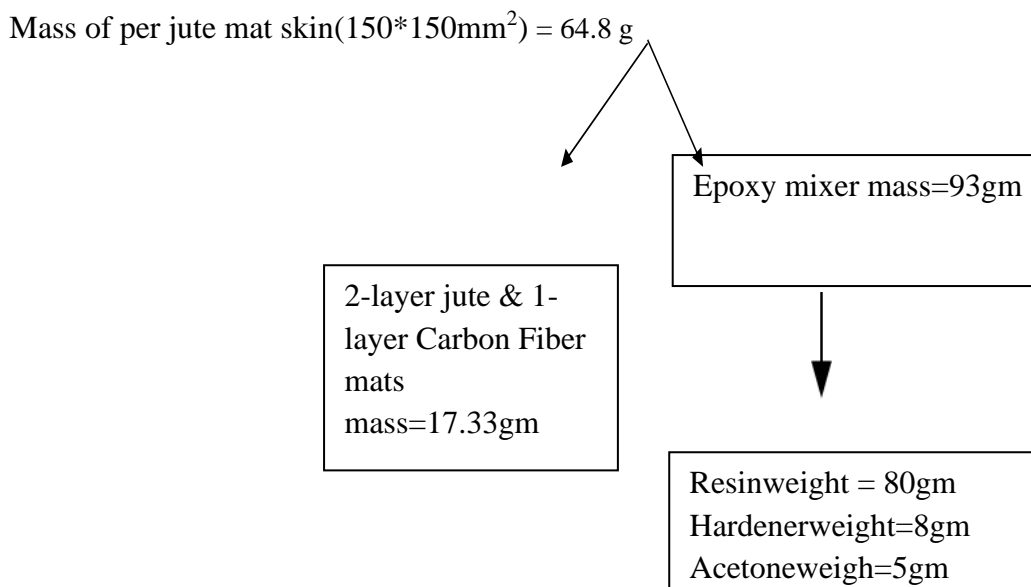 Mass of per jute mat skin(150*150mm²) = 64.8 g
Epoxy mixer mass=93gm
2-layer jute & 1-
layer Carbon Fiber
mats
mass=17.33gm
Resinweight = 80gm
Hardenerweight=8gm
Acetoneweigh=5gm